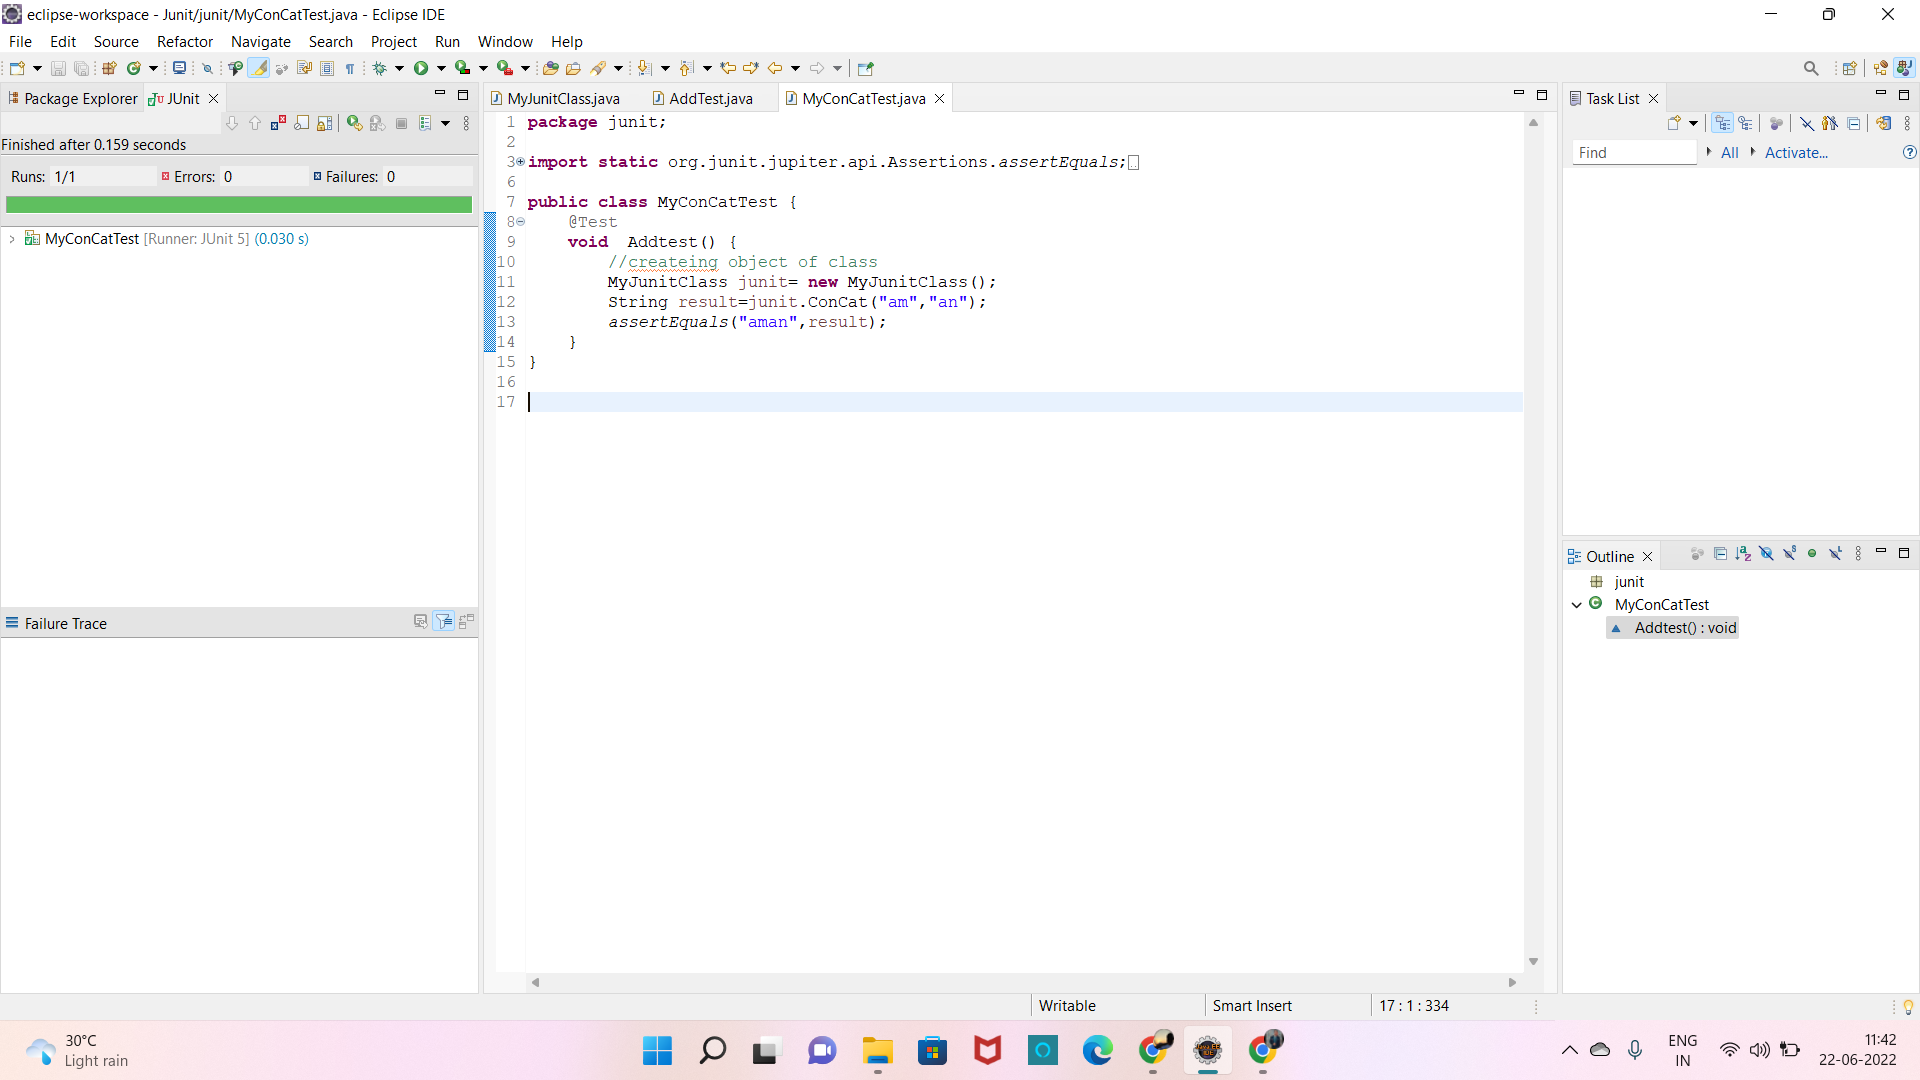 eclipse-workspace - Junit/junit/MyConCatTest.java - Eclipse IDE
File Edit Source Refactor Navigate Search Project Run Window Help
Package Explorer JUnit
Finished after 0.159 seconds
Runs: 1/1 Errors: 0 Failures: 0
MyConCatTest [Runner: JUnit 5] (0.030 s)
Failure Trace
MyJunitClass.java AddTest.java MyConCatTest.java
1 package junit;
2
3 import static org.junit.jupiter.api.Assertions.assertEquals;
6
7 public class MyConCatTest {
8 @Test
9 void  Addtest() {
10 //createing object of class
11 MyJunitClass junit= new MyJunitClass();
12 String result=junit.ConCat("am","an");
13 assertEquals("aman",result);
14 }
15 }
16
17
Task List
Find All Activate...
Outline
junit
MyConCatTest
Addtest() : void
Writable Smart Insert 17 : 1 : 334
30°C
Light rain
ENG
IN
11:42
22-06-2022